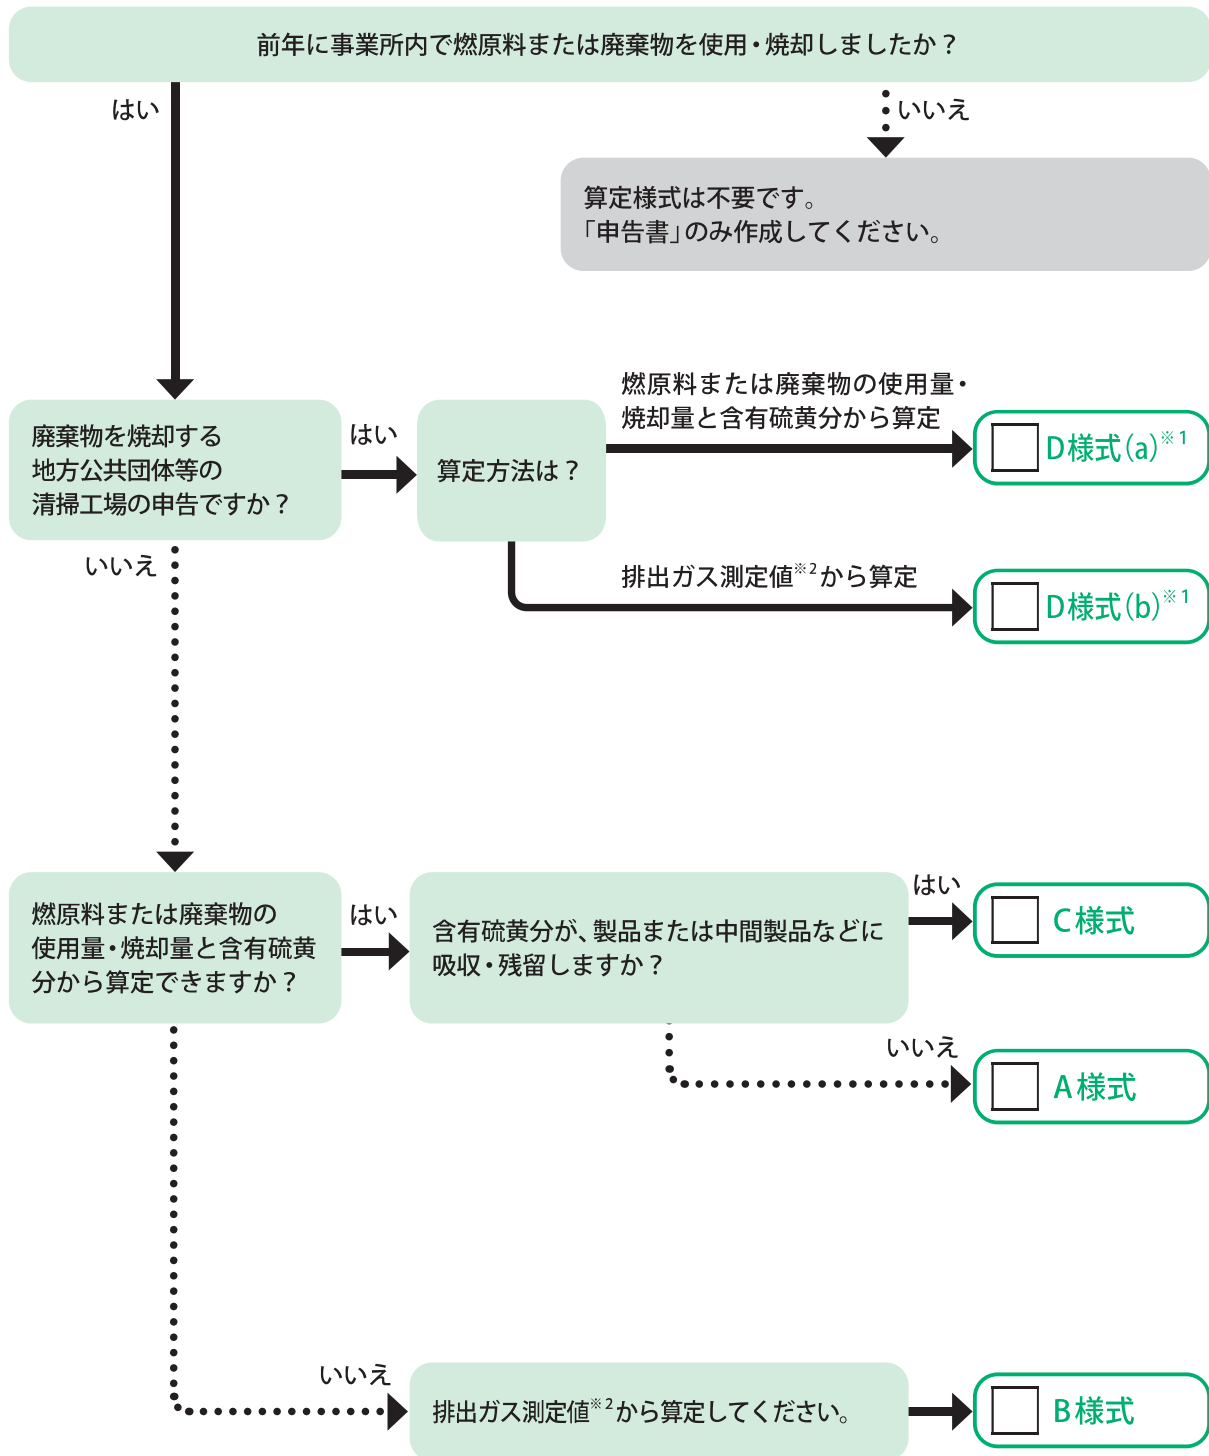 前年に事業所内で燃原料または廃棄物を使用・焼却しましたか？
はい
いいえ
算定様式は不要です。
「申告書」のみ作成してください。
廃棄物を焼却する
地方公共団体等の
清掃工場の申告ですか？
はい
算定方法は？
燃原料または廃棄物の使用量・
焼却量と含有硫黄分から算定
D様式(a)※1
いいえ
排出ガス測定値※2から算定
D様式(b)※1
燃原料または廃棄物の
使用量・焼却量と含有硫黄
分から算定できますか？
はい
含有硫黄分が、製品または中間製品などに
吸収・残留しますか？
はい
C様式
いいえ
A様式
いいえ
排出ガス測定値※2から算定してください。
B様式